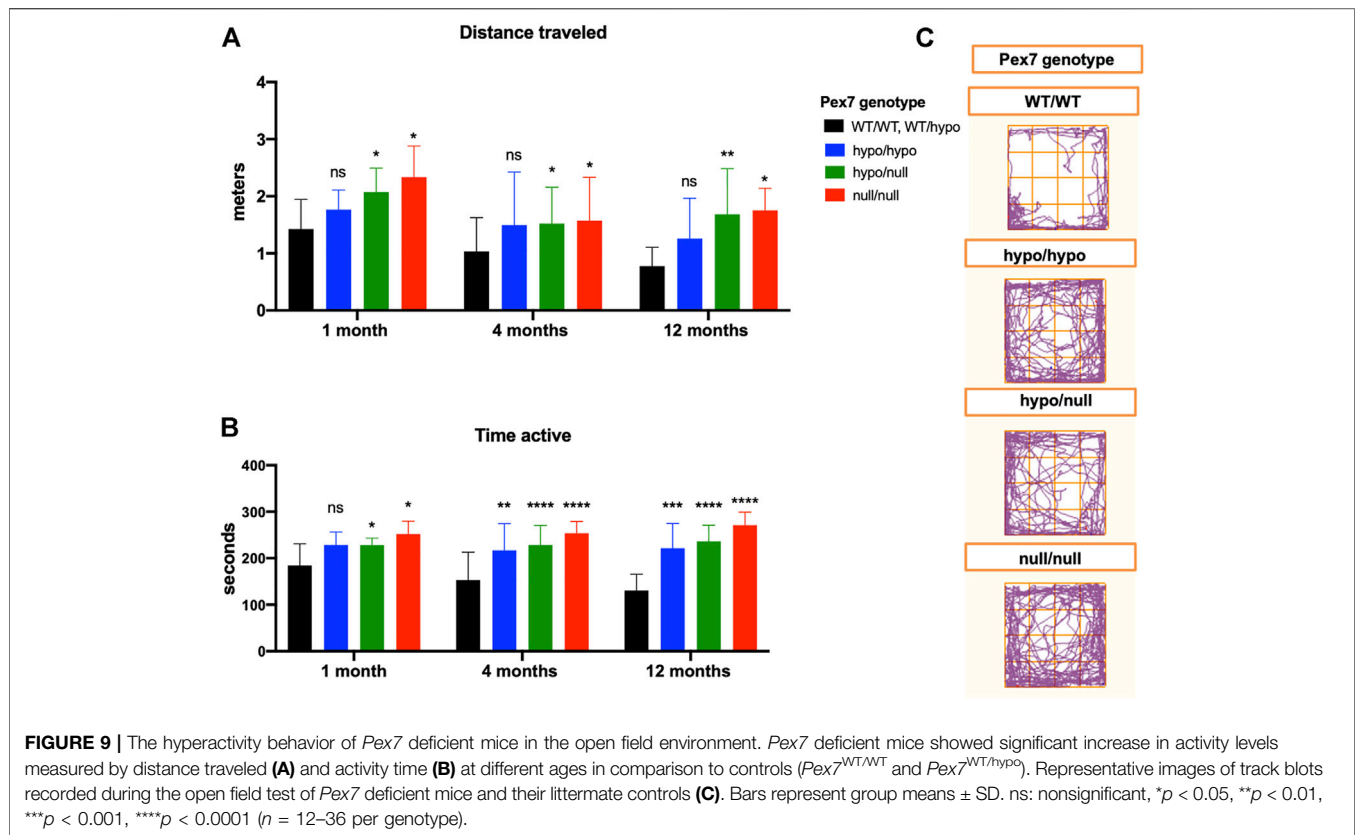 A
Distance traveled
4
3
2
1
0
meters
ns
*
*
ns
*
*
ns
**
*
1 month
4 months
12 months
Pex7 genotype
WT/WT, WT/hypo
hypo/hypo
hypo/null
null/null
B
Time active
400
300
200
100
0
seconds
ns
*
*
**
****
****
***
****
****
1 month
4 months
12 months
C
Pex7 genotype
WT/WT
hypo/hypo
hypo/null
null/null
FIGURE 9 | The hyperactivity behavior of Pex7 deficient mice in the open field environment. Pex7 deficient mice showed significant increase in activity levels
measured by distance traveled (A) and activity time (B) at different ages in comparison to controls (Pex7WT/WT and Pex7WT/hypo). Representative images of track blots
recorded during the open field test of Pex7 deficient mice and their littermate controls (C). Bars represent group means ± SD. ns: nonsignificant, *p < 0.05, **p < 0.01,
***p < 0.001, ****p < 0.0001 (n = 12–36 per genotype).